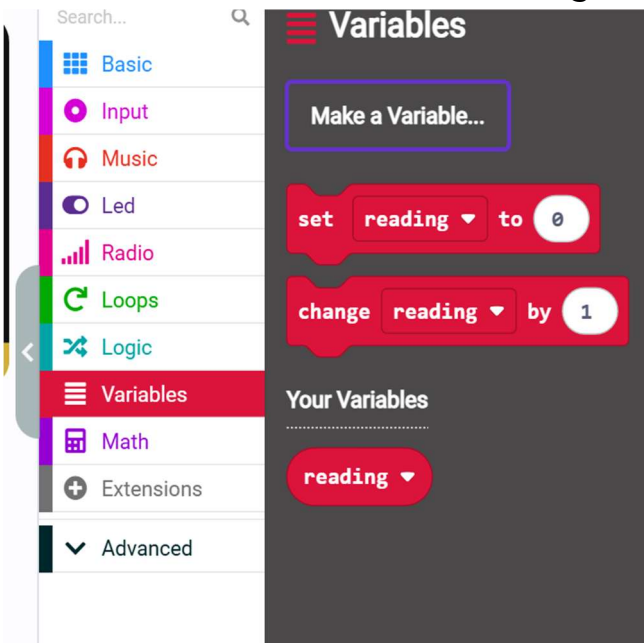 Search...
Basic
Input
Music
Led
Radio
Loops
Logic
Variables
Math
Extensions
Advanced
Variables
Make a Variable...
set reading to 0
change reading by 1
Your Variables
reading